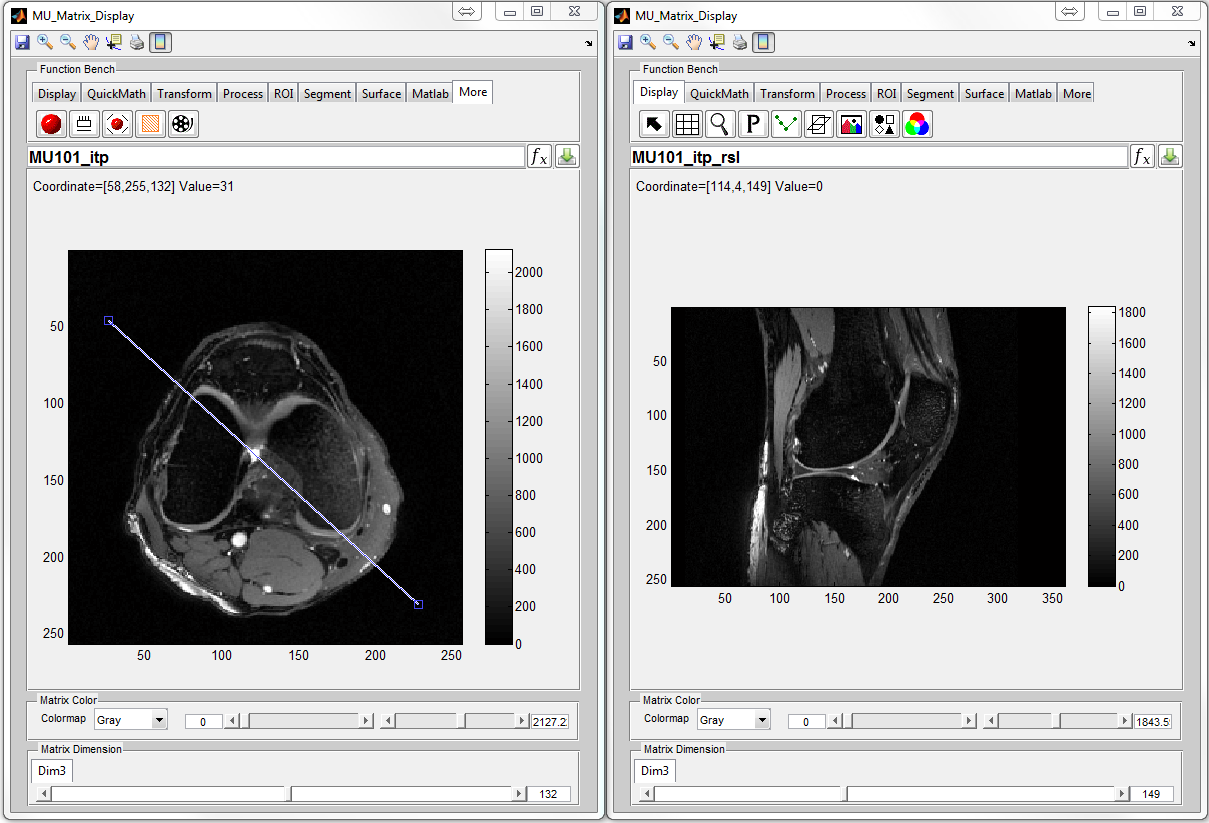 MU_Matrix_Display
Function Bench
Display QuickMath Transform Process ROI Segment Surface Matlab More
MU101_itp fx
Coordinate=[58,255,132] Value=31
50
100
150
200
250
50 100 150 200 250
2000
1800
1600
1400
1200
1000
800
600
400
200
0
Matrix Color
Colormap Gray 0 2127.2
Matrix Dimension
Dim3
132
MU_Matrix_Display
Function Bench
Display QuickMath Transform Process ROI Segment Surface Matlab More
P
MU101_itp_rsl fx
Coordinate=[114,4,149] Value=0
50
100
150
200
250
50 100 150 200 250 300 350
1800
1600
1400
1200
1000
800
600
400
200
0
Matrix Color
Colormap Gray 0 1843.5
Matrix Dimension
Dim3
149